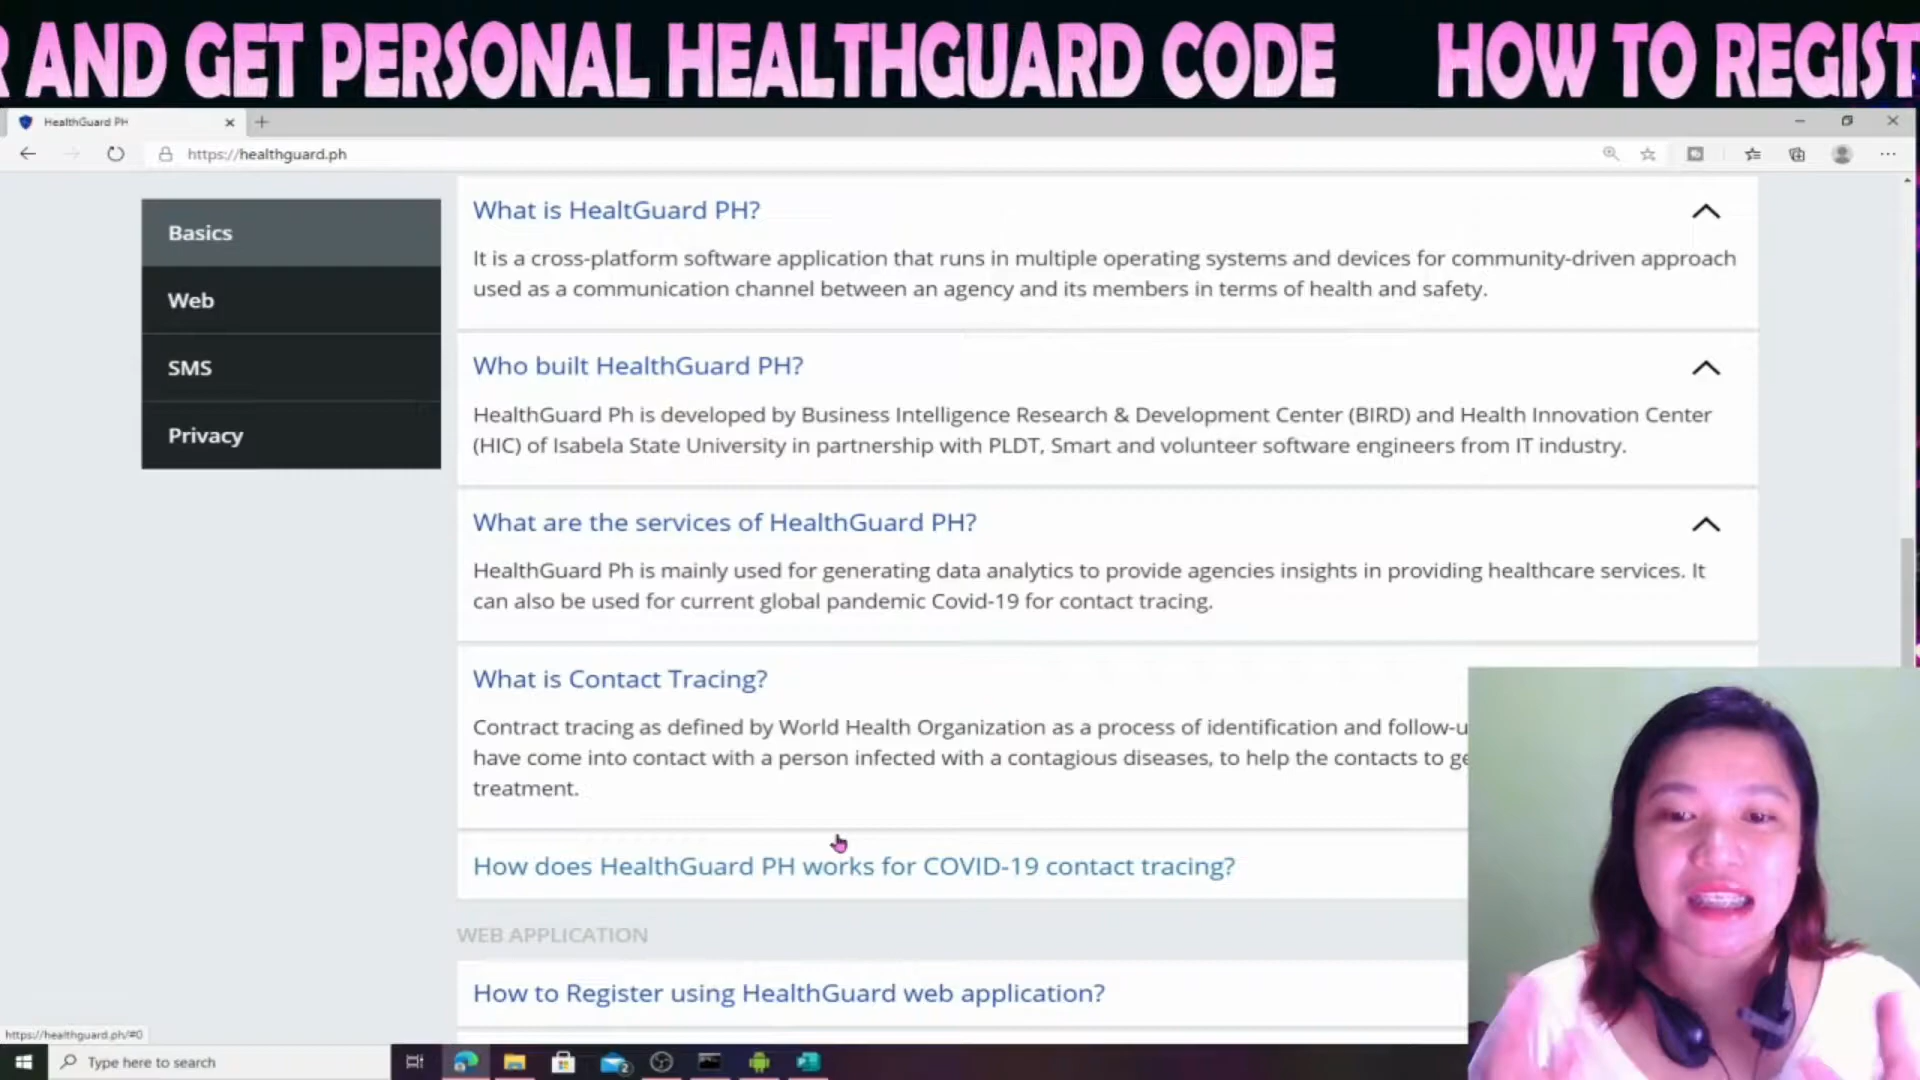 R AND GET PERSONAL HEALTHGUARD CODE HOW TO REGIST
HealthGuard PH
https://healthguard.ph
Basics
Web
SMS
Privacy
What is HealtGuard PH?
It is a cross-platform software application that runs in multiple operating systems and devices for community-driven approach
used as a communication channel between an agency and its members in terms of health and safety.
Who built HealthGuard PH?
HealthGuard Ph is developed by Business Intelligence Research & Development Center (BIRD) and Health Innovation Center
(HIC) of Isabela State University in partnership with PLDT, Smart and volunteer software engineers from IT industry.
What are the services of HealthGuard PH?
HealthGuard Ph is mainly used for generating data analytics to provide agencies insights in providing healthcare services. It
can also be used for current global pandemic Covid-19 for contact tracing.
What is Contact Tracing?
Contract tracing as defined by World Health Organization as a process of identification and follow-u
have come into contact with a person infected with a contagious diseases, to help the contacts to ge
treatment.
How does HealthGuard PH works for COVID-19 contact tracing?
WEB APPLICATION
How to Register using HealthGuard web application?
https://healthguard.ph/#0
Type here to search
2